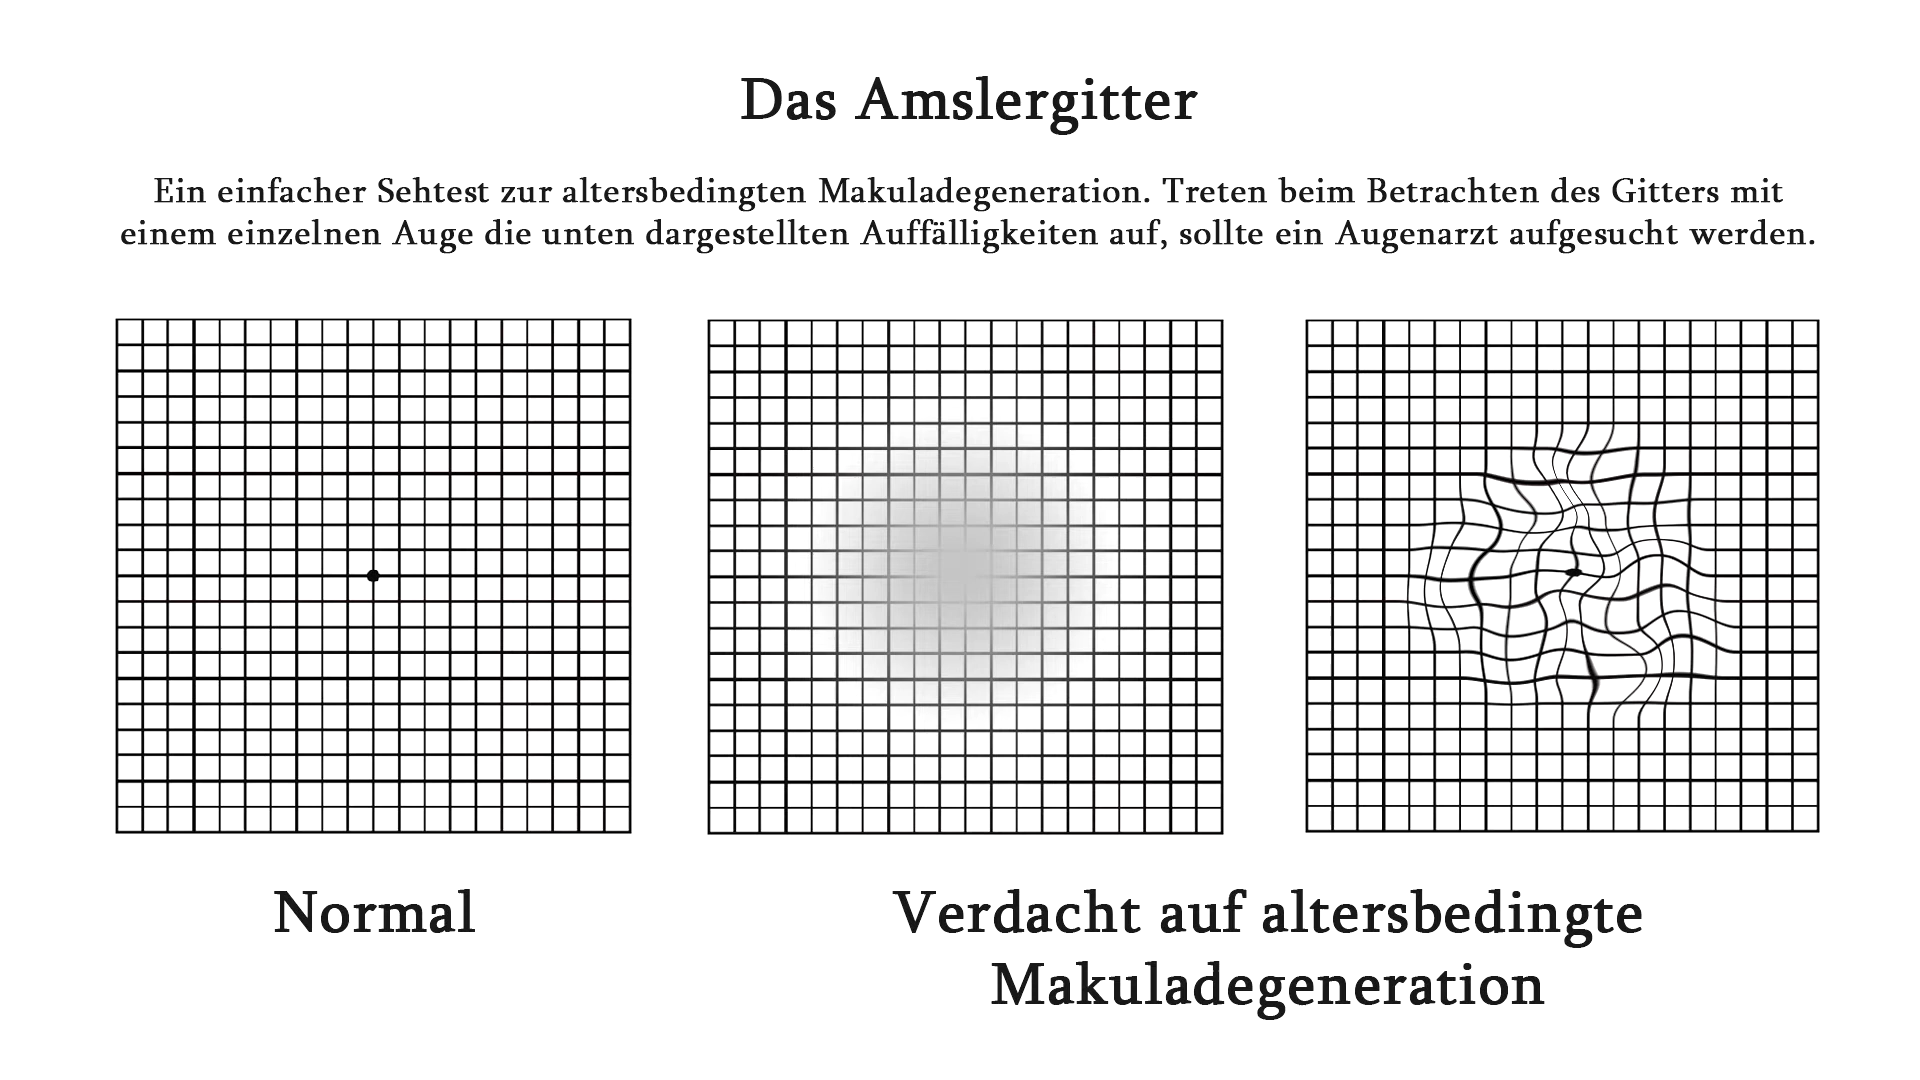 Das Amslergitter
Ein einfacher Sehtest zur altersbedingten Makuladegeneration. Treten beim Betrachten des Gitters mit
einem einzelnen Auge die unten dargestellten Auffälligkeiten auf, sollte ein Augenarzt aufgesucht werden.
Normal
Verdacht auf altersbedingte
Makuladegeneration